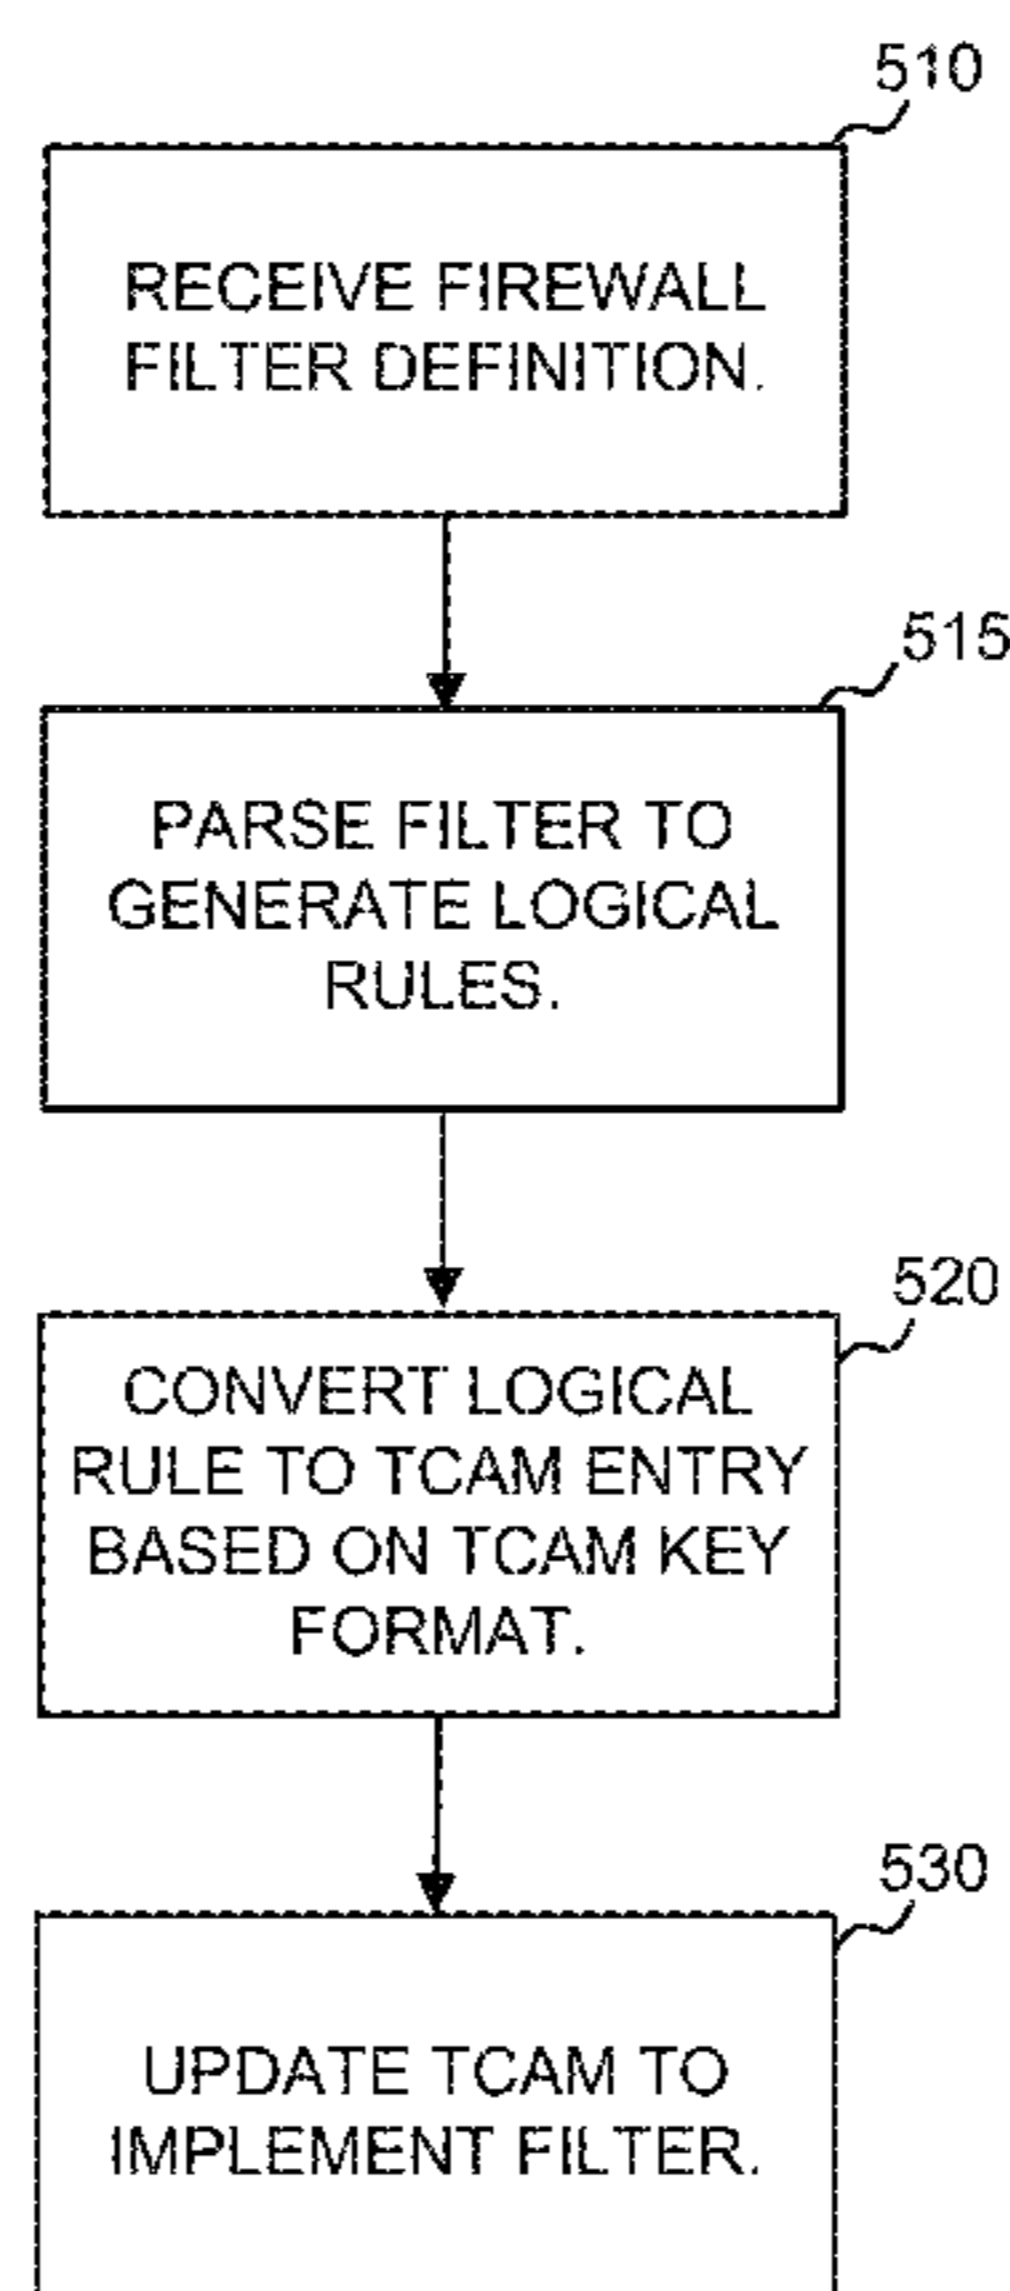 510
RECEIVE FIREWALL
FILTER DEFINITION.
515
PARSE FILTER TO
GENERATE LOGICAL
RULES.
520
CONVERT LOGICAL
RULE TO TCAM ENTRY
BASED ON TCAM KEY
FORMAT.
530
UPDATE TCAM TO
IMPLEMENT FILTER.